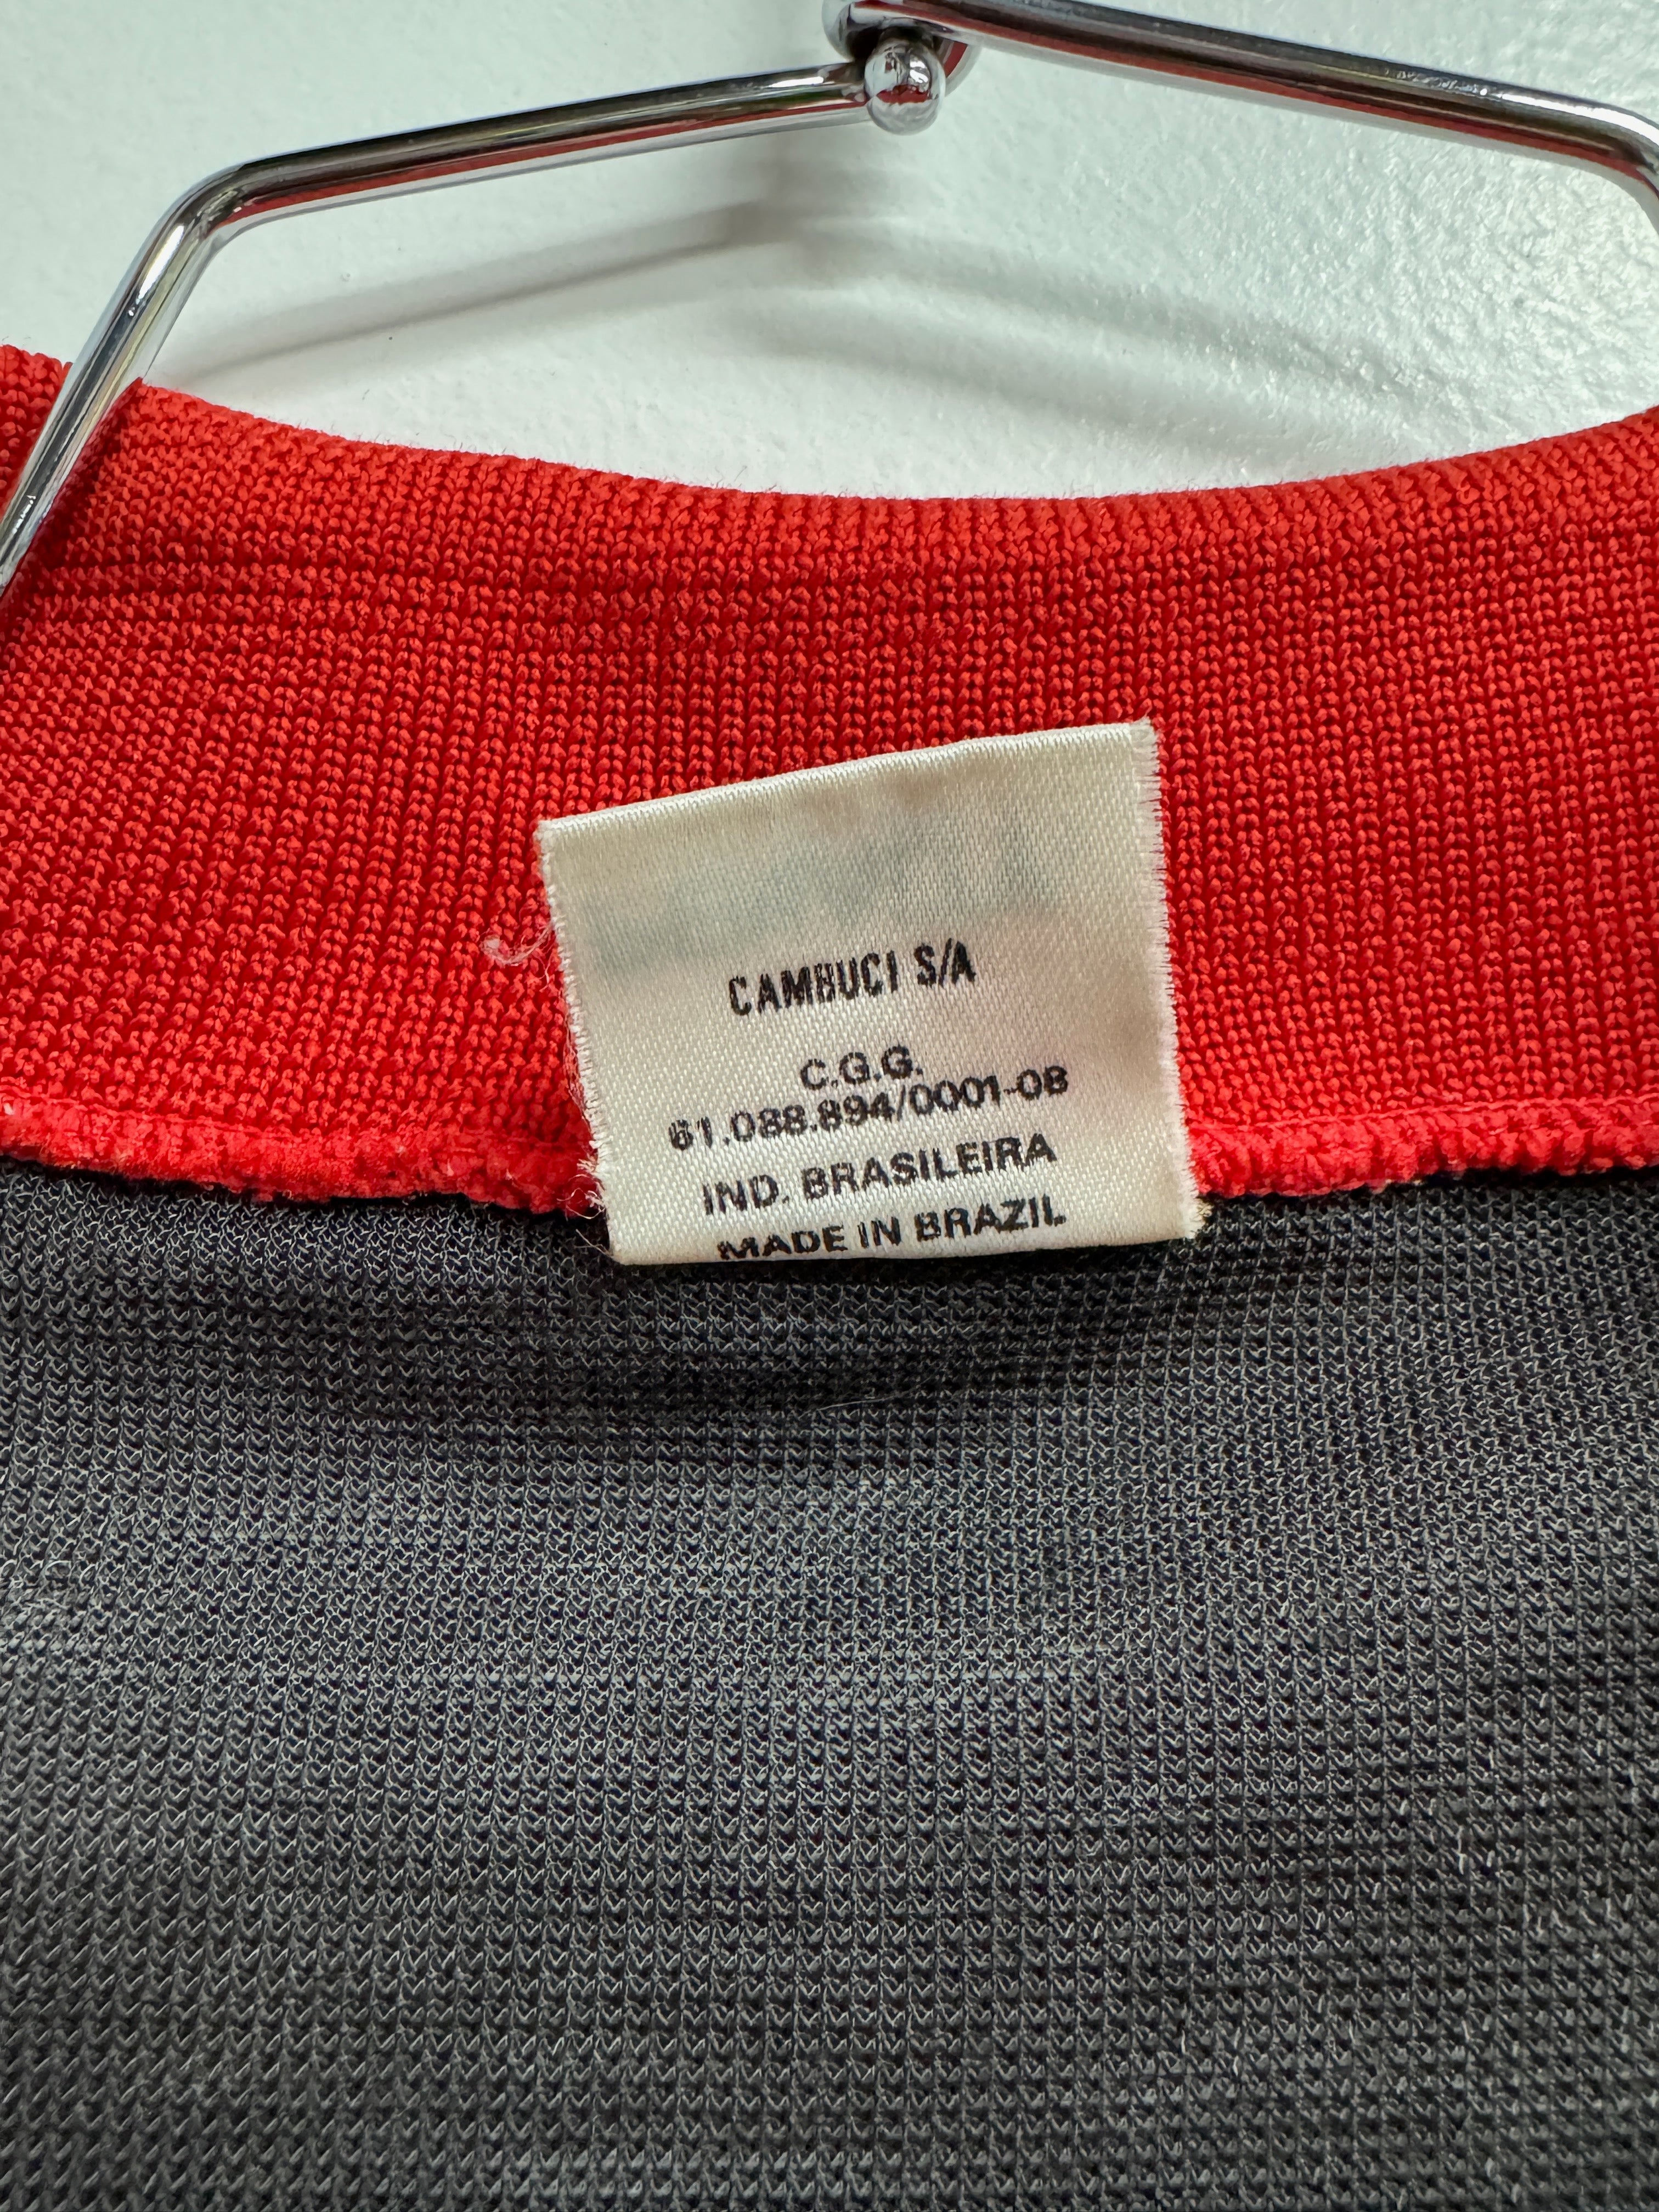 CAMBUCI S/A
C.G.G.
61.088.894/0001-08
IND. BRASILEIRA
MADE IN BRAZIL